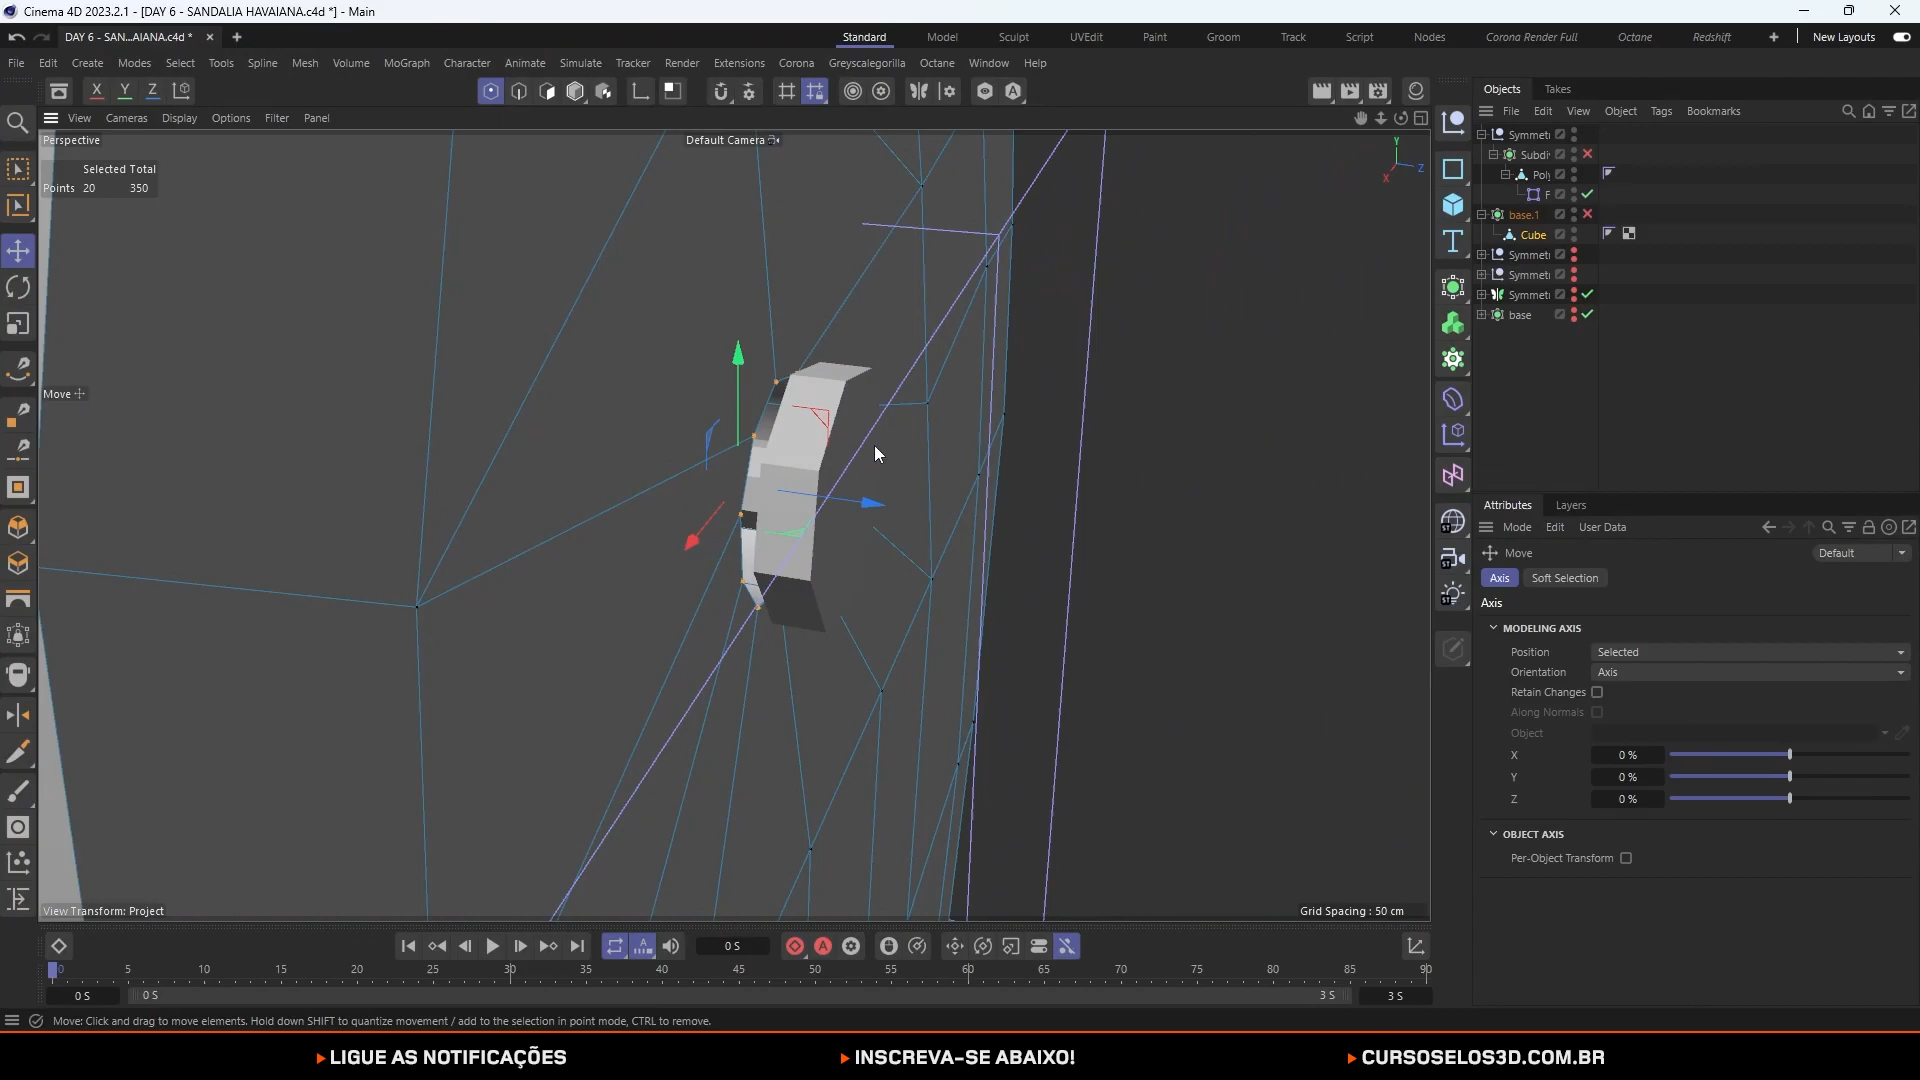 Cinema 4D 2023.2.1 - [DAY 6 - SANDALIA HAVAIANA.c4d *] - Main
DAY 6 - SAN...AIANA.c4d *
Standard Model Sculpt UVEdit Paint Groom Track Script Nodes Corona Render Full Octane Redshift New Layouts
File Edit Create Modes Select Tools Spline Mesh Volume MoGraph Character Animate Simulate Tracker Render Extensions Corona Greyscalegorilla Octane Window Help
X Y Z
Objects Takes
View Cameras Display Options Filter Panel
File Edit View Object Tags Bookmarks
Perspective
Default Camera
Y
Z
X
Selected Total
Points 20 350
Symmetr
Subdi
Poly
F
base.1
Cube
Symmetr
Symmetr
Symmetr
base
Move
Attributes Layers
Mode Edit User Data
Move
Default
Axis Soft Selection
Axis
MODELING AXIS
Position Selected
Orientation Axis
Retain Changes
Along Normals
Object
X 0 %
Y 0 %
Z 0 %
OBJECT AXIS
Per-Object Transform
View Transform: Project
Grid Spacing : 50 cm
0 S
0 5 10 15 20 25 30 35 40 45 50 55 60 65 70 75 80 85 90
0 S 0 S 3 S 3 S
Move: Click and drag to move elements. Hold down SHIFT to quantize movement / add to the selection in point mode, CTRL to remove.
LIGUE AS NOTIFICAÇÕES
INSCREVA-SE ABAIXO!
CURSOSELOS3D.COM.BR